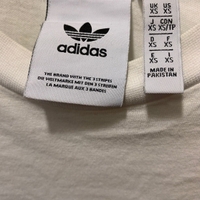 adidas
THE BRAND WITH THE 3 STRIPES
DIE WELTMARKE MIT DEN 3 STREIFEN
LA MARQUE AUX 3 BANDES
UK US
XS XS
J CDN
XS XS/TP
D F
XS XS
E I
XS XS
MADE IN
PAKISTAN